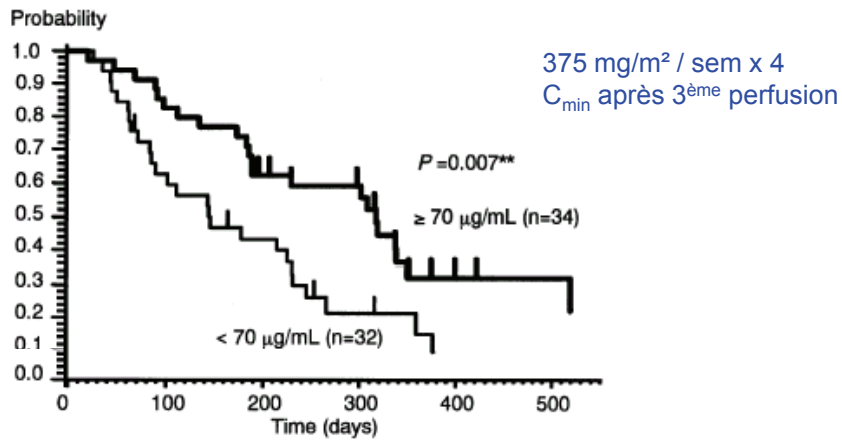 Probability
375 mg/m² / sem x 4
Cmin après 3ème perfusion
1.0
0.9
0.8
0.7
0.6
0.5
0.4
0.3
0.2
0.1
0.0
P=0.007**
≥ 70 µg/mL (n=34)
< 70 µg/mL (n=32)
0 100 200 300 400 500
Time (days)